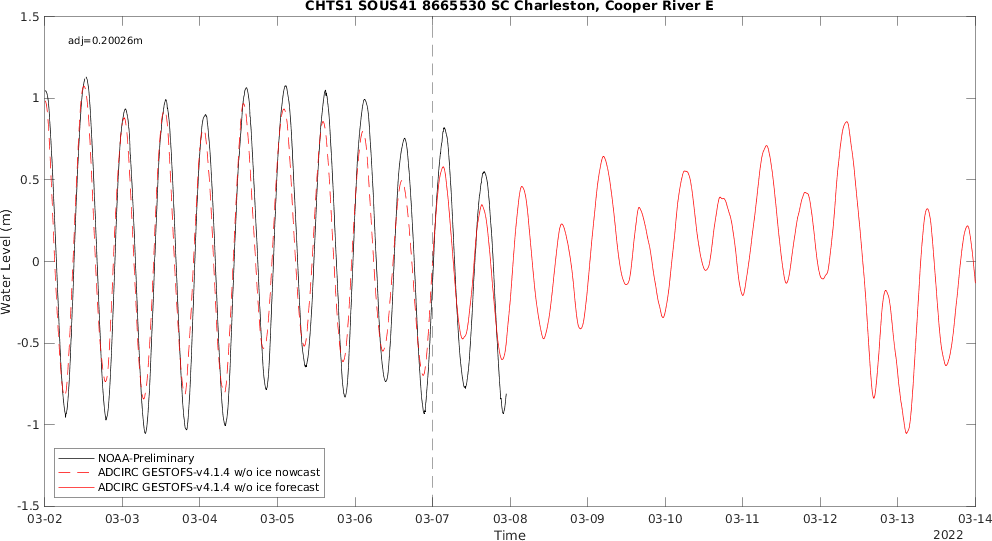 CHTS1 SOUS41 8665530 SC Charleston, Cooper River E
adj=0.20026m
1.5
1
0.5
0
-0.5
-1
-1.5
Water Level (m)
NOAA-Preliminary
ADCIRC GESTOFS-v4.1.4 w/o ice nowcast
ADCIRC GESTOFS-v4.1.4 w/o ice forecast
03-02 03-03 03-04 03-05 03-06 03-07 03-08 03-09 03-10 03-11 03-12 03-13 03-14
Time
2022